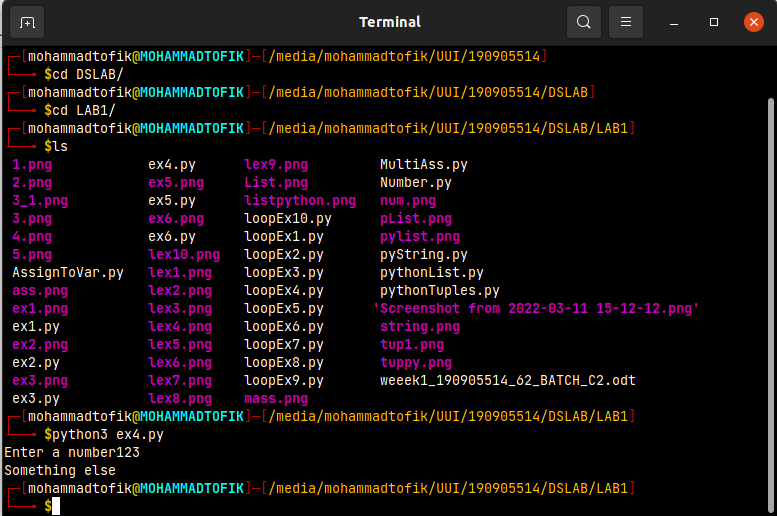 Terminal
┌─[mohammadtofik@MOHAMMADTOFIK]─[/media/mohammadtofik/UUI/190905514]
└──╼ $cd DSLAB/
┌─[mohammadtofik@MOHAMMADTOFIK]─[/media/mohammadtofik/UUI/190905514/DSLAB]
└──╼ $cd LAB1/
┌─[mohammadtofik@MOHAMMADTOFIK]─[/media/mohammadtofik/UUI/190905514/DSLAB/LAB1]
└──╼ $ls
1.png ex4.py lex9.png MultiAss.py
2.png ex5.png List.png Number.py
3_1.png ex5.py listpython.png num.png
3.png ex6.png loopEx10.py pList.png
4.png ex6.py loopEx1.py pylist.png
5.png lex10.png loopEx2.py pyString.py
AssignToVar.py lex1.png loopEx3.py pythonList.py
ass.png lex2.png loopEx4.py pythonTuples.py
ex1.png lex3.png loopEx5.py 'Screenshot from 2022-03-11 15-12-12.png'
ex1.py lex4.png loopEx6.py string.png
ex2.png lex5.png loopEx7.py tup1.png
ex2.py lex6.png loopEx8.py tuppy.png
ex3.png lex7.png loopEx9.py weeek1_190905514_62_BATCH_C2.odt
ex3.py lex8.png mass.png
┌─[mohammadtofik@MOHAMMADTOFIK]─[/media/mohammadtofik/UUI/190905514/DSLAB/LAB1]
└──╼ $python3 ex4.py
Enter a number123
Something else
┌─[mohammadtofik@MOHAMMADTOFIK]─[/media/mohammadtofik/UUI/190905514/DSLAB/LAB1]
└──╼ $